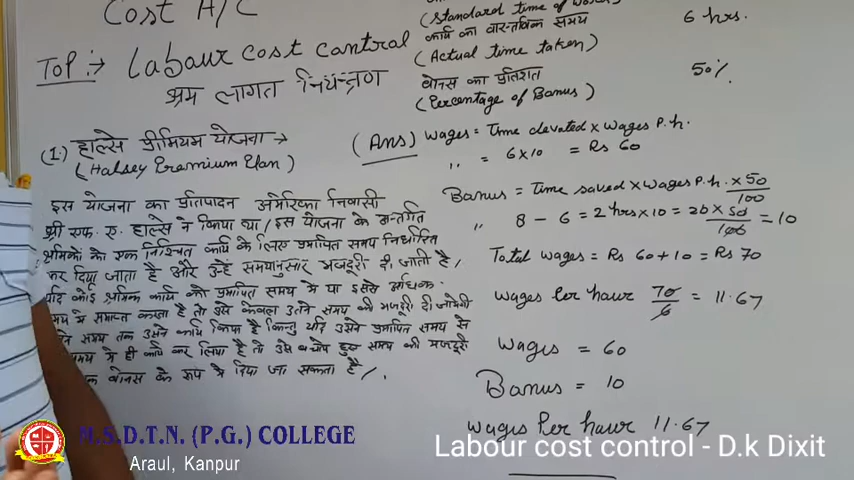 Cost A/C
TOP :→ Labour cost control
श्रम लागत नियन्त्रण
(1.) हाल्से प्रीमियम योजना →
(Halsey Premium Plan)
इस योजना का प्रतिपादन अमेरिका निवासी
श्री एफ. ए. हाल्से ने किया था/इस योजना के अन्तर्गत
श्रमिकों को एक निश्चित कार्य के लिए प्रमापित समय निर्धारित
कर दिया जाता है और उन्हें समयानुसार मजदूरी दी जाती है/
यदि कोई श्रमिक कार्य को प्रमापित समय में या इससे अधिक
समय में समाप्त करता है तो उसे केवल उतने समय की मजदूरी दी जायेगी
समय तक उसने कार्य किया है किन्तु यदि उसने प्रमापित समय से
समय में ही कार्य कर लिया है तो उसे बचाये हुए समय की मजदूरी
बोनस के रूप में दिया जा सकता है/.
(Standard time of
कार्य का वास्तविक समय 6 hrs.
(Actual time taken)
बोनस का प्रतिशत 50%.
(Percentage of Bonus)
(Ans) Wages = Time devoted × Wages P.h.
" = 6×10 = Rs 60
Bonus = Time saved × Wages P.h. × 50/100
" 8 - 6 = 2 hrs × 10 = 20 × 50/100 = 10
Total wages = Rs 60 + 10 = Rs 70
Wages Per hour 70/6 = 11.67
Wages = 60
Bonus = 10
Wages Per hour 11.67
M.S.D.T.N. (P.G.) COLLEGE
Araul, Kanpur
Labour cost control - D.k Dixit